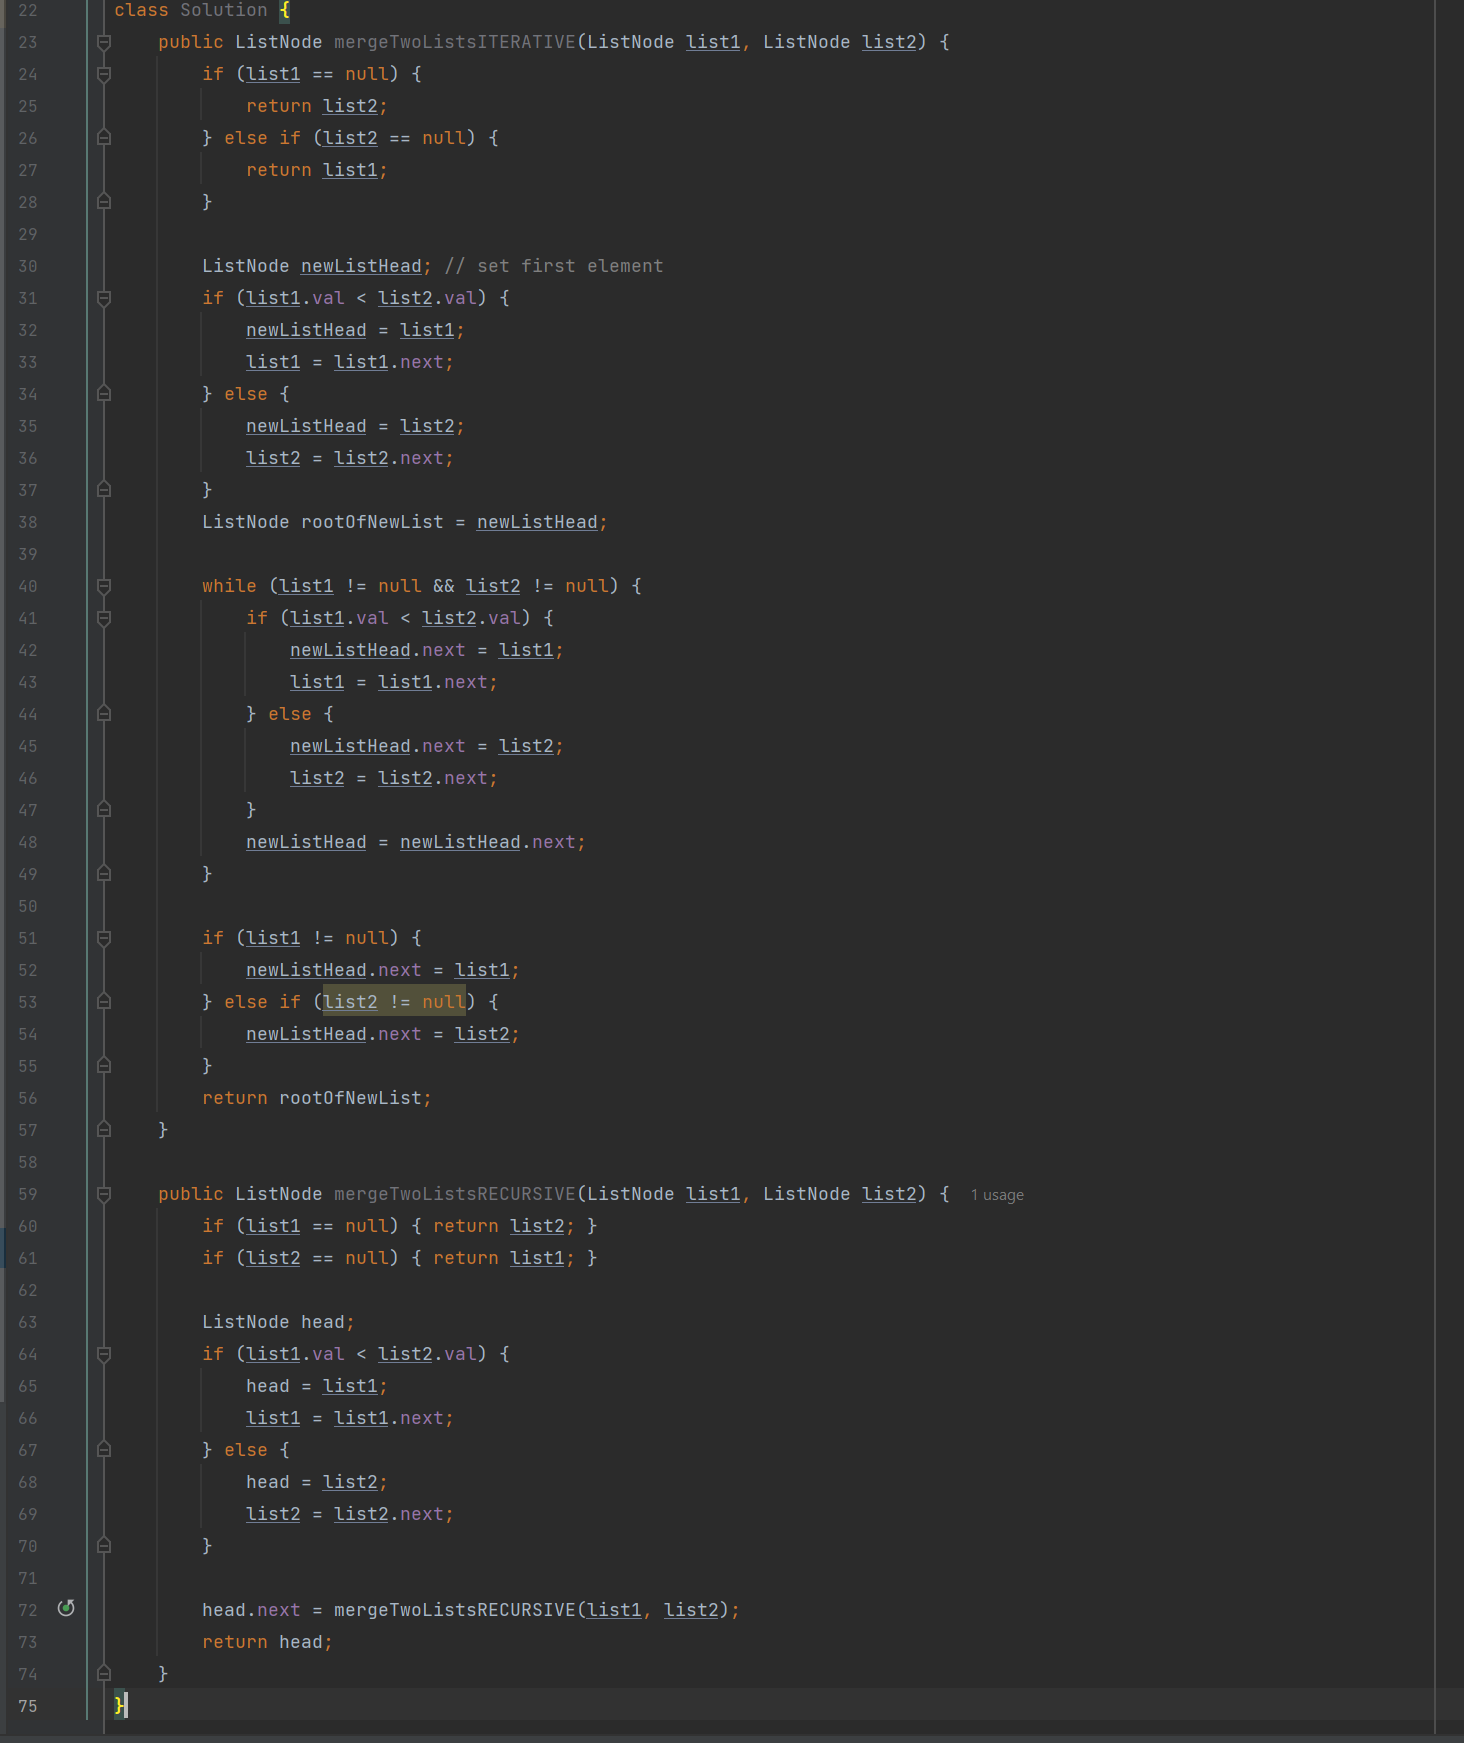 22 class Solution {
23     public ListNode mergeTwoListsITERATIVE(ListNode list1, ListNode list2) {
24         if (list1 == null) {
25             return list2;
26         } else if (list2 == null) {
27             return list1;
28         }
29
30         ListNode newListHead; // set first element
31         if (list1.val < list2.val) {
32             newListHead = list1;
33             list1 = list1.next;
34         } else {
35             newListHead = list2;
36             list2 = list2.next;
37         }
38         ListNode rootOfNewList = newListHead;
39
40         while (list1 != null && list2 != null) {
41             if (list1.val < list2.val) {
42                 newListHead.next = list1;
43                 list1 = list1.next;
44             } else {
45                 newListHead.next = list2;
46                 list2 = list2.next;
47             }
48             newListHead = newListHead.next;
49         }
50
51         if (list1 != null) {
52             newListHead.next = list1;
53         } else if (list2 != null) {
54             newListHead.next = list2;
55         }
56         return rootOfNewList;
57     }
58
59     public ListNode mergeTwoListsRECURSIVE(ListNode list1, ListNode list2) { 1 usage
60         if (list1 == null) { return list2; }
61         if (list2 == null) { return list1; }
62
63         ListNode head;
64         if (list1.val < list2.val) {
65             head = list1;
66             list1 = list1.next;
67         } else {
68             head = list2;
69             list2 = list2.next;
70         }
71
72         head.next = mergeTwoListsRECURSIVE(list1, list2);
73         return head;
74     }
75 }